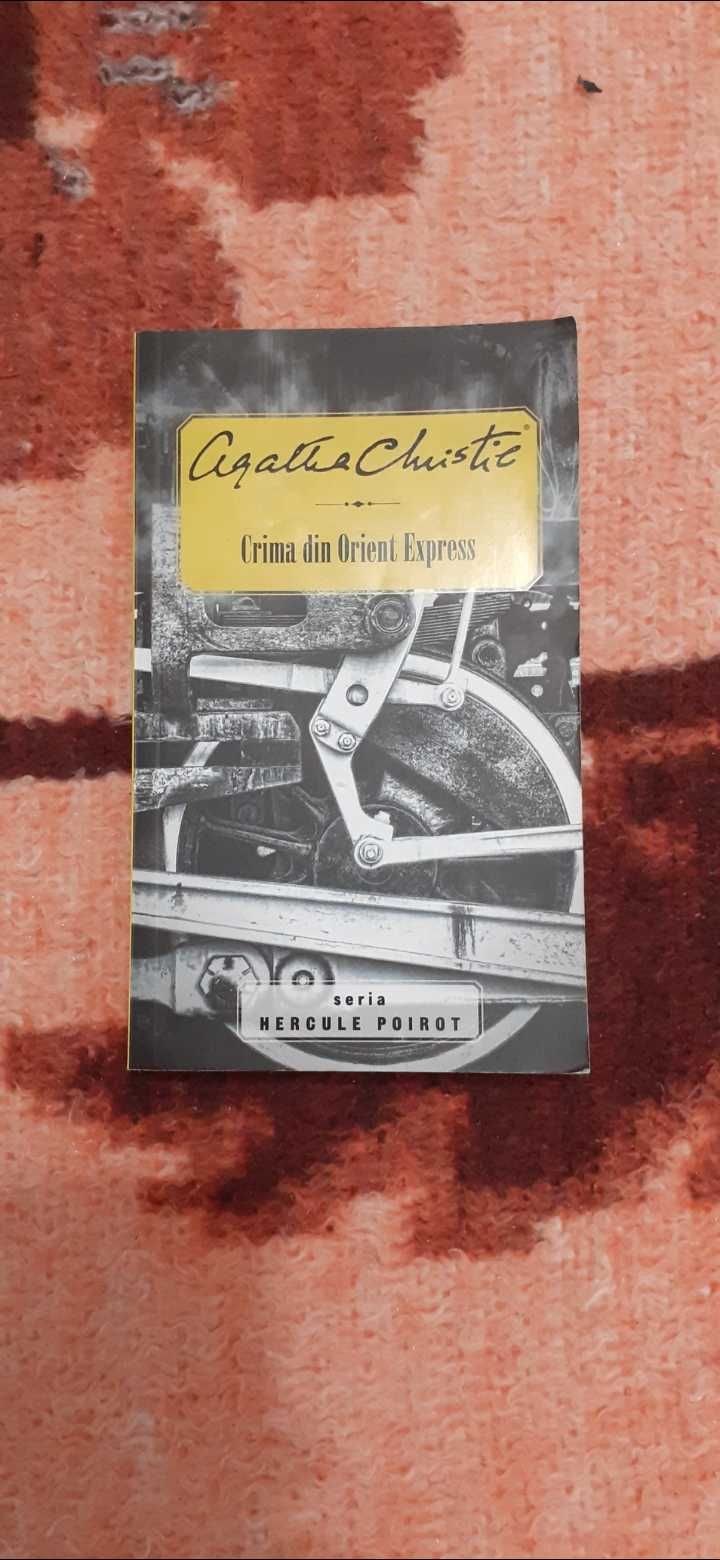 Agatha Christie®
Crima din Orient Express
seria
HERCULE POIROT